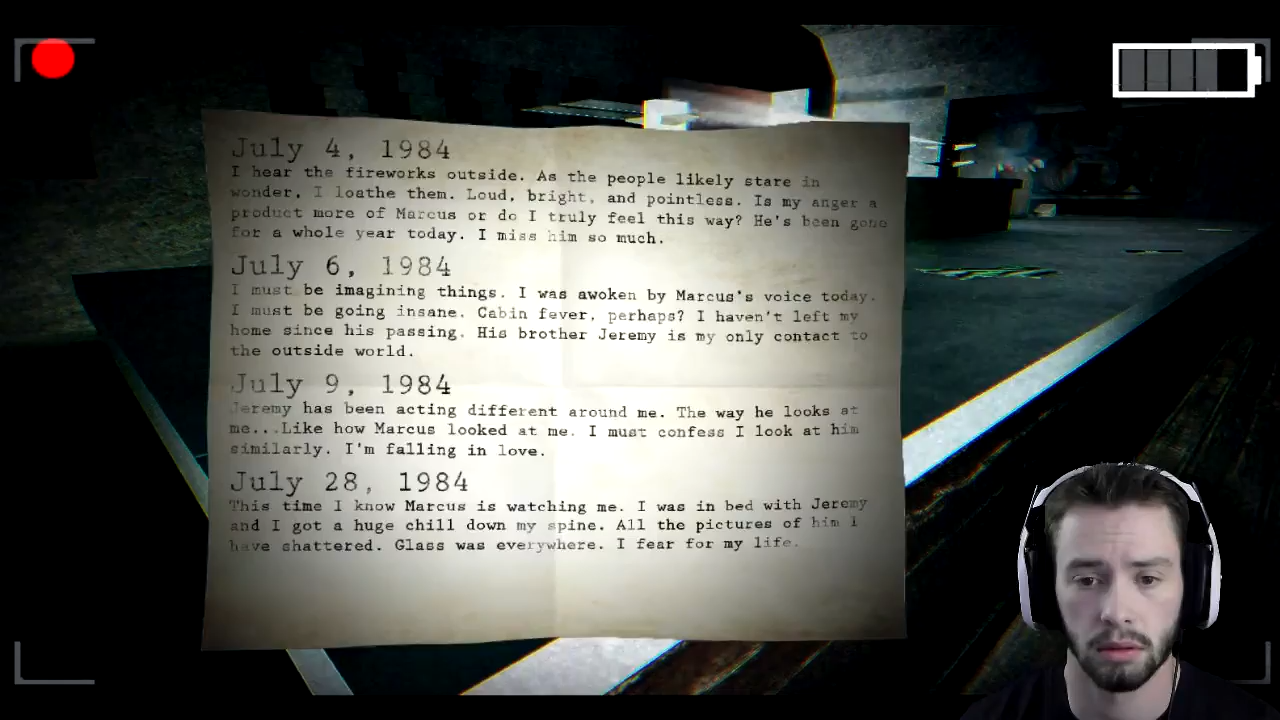 July 4, 1984
I hear the fireworks outside. As the people likely stare in
wonder, I loathe them. Loud, bright, and pointless. Is my anger a
product more of Marcus or do I truly feel this way? He's been gone
for a whole year today. I miss him so much.
July 6, 1984
I must be imagining things. I was awoken by Marcus's voice today.
I must be going insane. Cabin fever, perhaps? I haven't left my
home since his passing. His brother Jeremy is my only contact to
the outside world.
July 9, 1984
Jeremy has been acting different around me. The way he looks at
me...Like how Marcus looked at me. I must confess I look at him
similarly. I'm falling in love.
July 28, 1984
This time I know Marcus is watching me. I was in bed with Jeremy
and I got a huge chill down my spine. All the pictures of him I
have shattered. Glass was everywhere. I fear for my life.